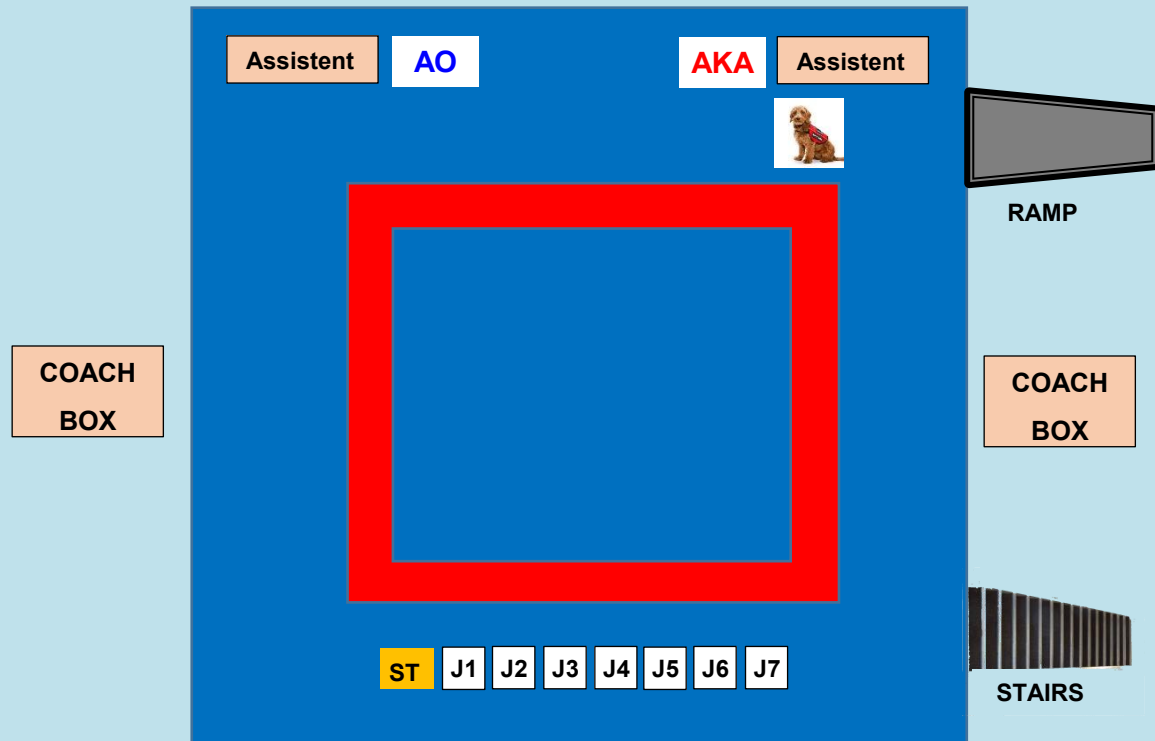 Assistent
AO
AKA
Assistent
RAMP
COACH
BOX
COACH
BOX
ST J1 J2 J3 J4 J5 J6 J7
STAIRS